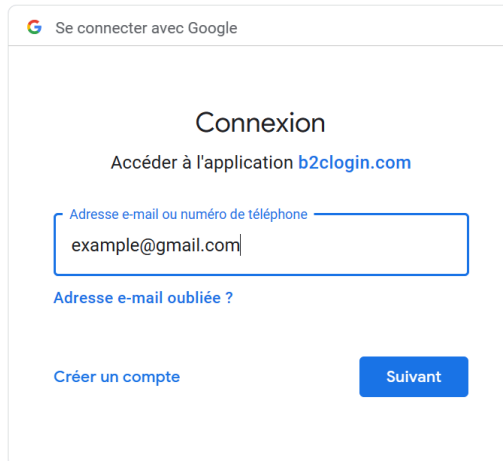 Se connecter avec Google
Connexion
Accéder à l'application b2clogin.com
Adresse e-mail ou numéro de téléphone
example@gmail.com
Adresse e-mail oubliée ?
Créer un compte
Suivant